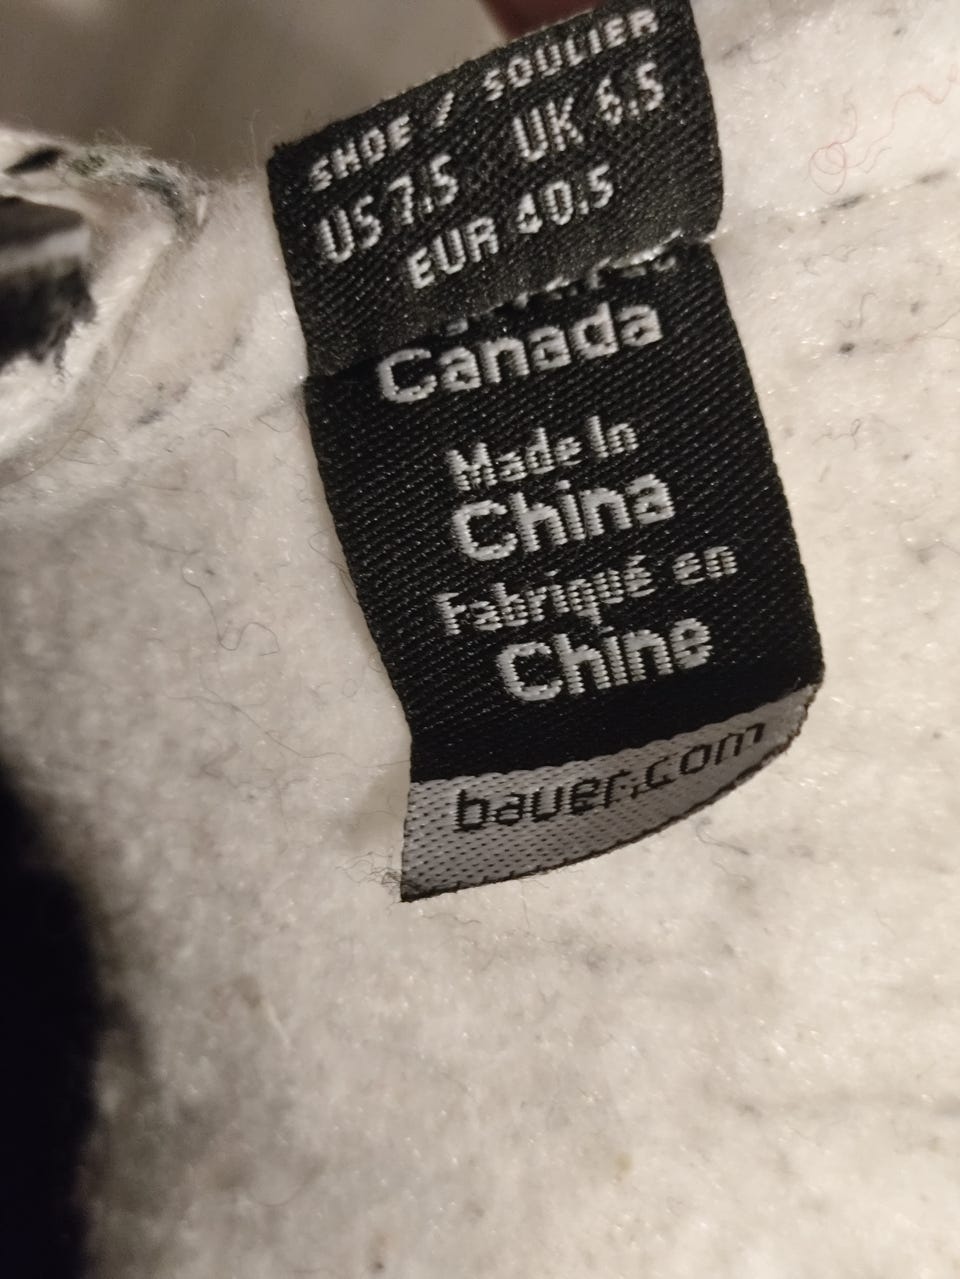 SHOE / SOULIER
US 7.5 UK 6.5
EUR 40.5
Canada
Made In
China
Fabriqué en
Chine
bauer.com